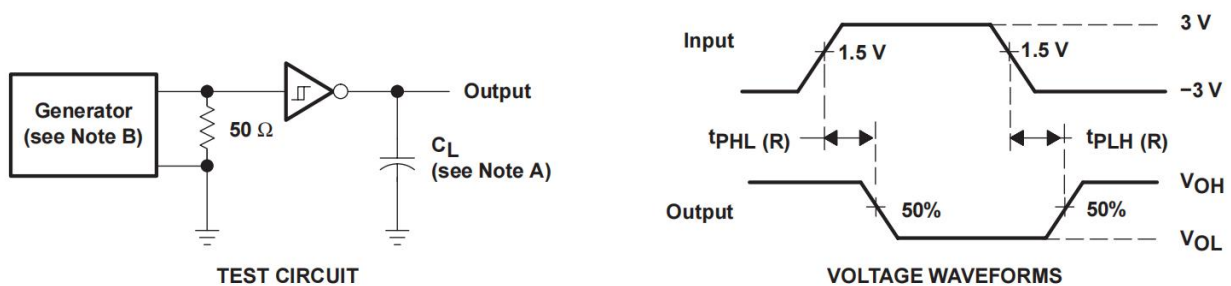 Generator
(see Note B)
50 Ω
Output
CL
(see Note A)
TEST CIRCUIT
Input
3 V
1.5 V
1.5 V
−3 V
tPHL (R)
tPLH (R)
Output
50%
50%
VOH
VOL
VOLTAGE WAVEFORMS